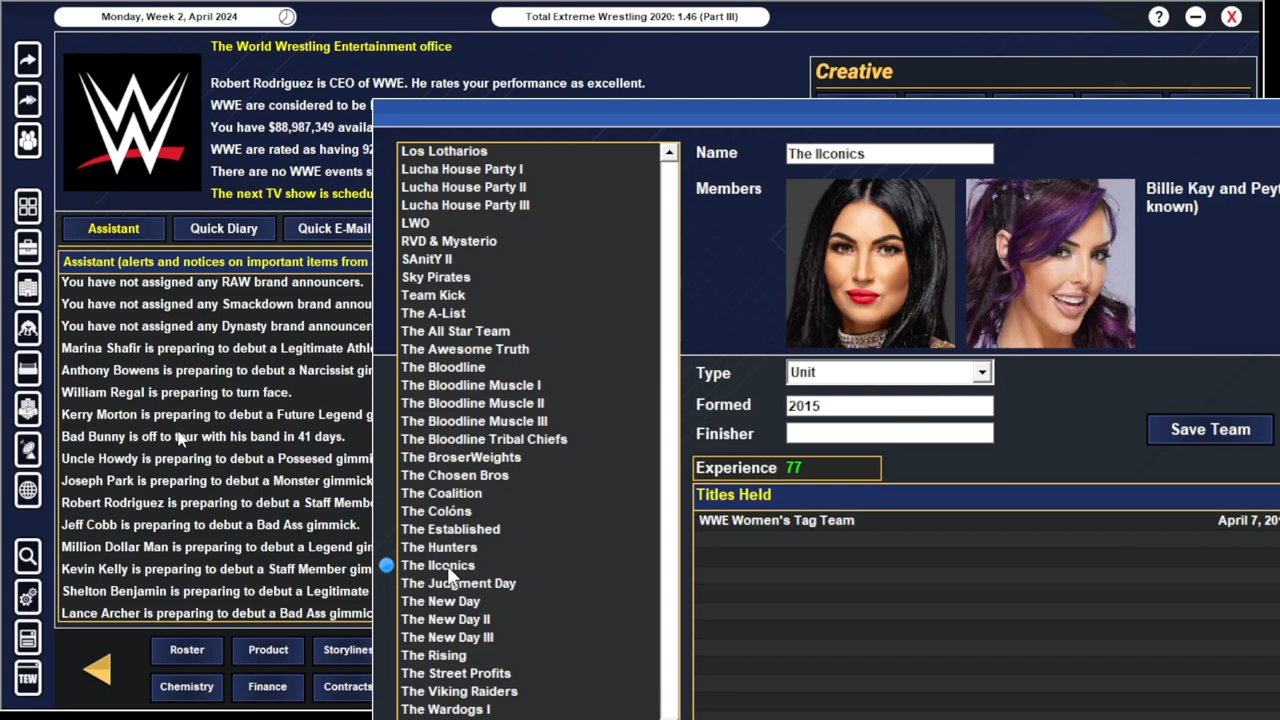 Monday, Week 2, April 2024
Total Extreme Wrestling 2020: 1.46 (Part III)
?
X
The World Wrestling Entertainment office
Robert Rodriguez is CEO of WWE. He rates your performance as excellent.
WWE are considered to be
You have $88,987,349 availa
WWE are rated as having 92
There are no WWE events s
The next TV show is schedu
Creative
Assistant
Quick Diary
Quick E-Mail
Assistant (alerts and notices on important items from
You have not assigned any RAW brand announcers.
You have not assigned any Smackdown brand annou
You have not assigned any Dynasty brand announcers
Marina Shafir is preparing to debut a Legitimate Athl
Anthony Bowens is preparing to debut a Narcissist gi
William Regal is preparing to turn face.
Kerry Morton is preparing to debut a Future Legend g
Bad Bunny is off to tour with his band in 41 days.
Uncle Howdy is preparing to debut a Possesed gimmi
Joseph Park is preparing to debut a Monster gimmick
Robert Rodriguez is preparing to debut a Staff Membe
Jeff Cobb is preparing to debut a Bad Ass gimmick.
Million Dollar Man is preparing to debut a Legend gi
Kevin Kelly is preparing to debut a Staff Member gim
Shelton Benjamin is preparing to debut a Legitimate
Lance Archer is preparing to debut a Bad Ass gimmic
Roster
Product
Storylines
Chemistry
Finance
Contracts
TEW
Los Lotharios
Lucha House Party I
Lucha House Party II
Lucha House Party III
LWO
RVD & Mysterio
SAnitY II
Sky Pirates
Team Kick
The A-List
The All Star Team
The Awesome Truth
The Bloodline
The Bloodline Muscle I
The Bloodline Muscle II
The Bloodline Muscle III
The Bloodline Tribal Chiefs
The BroserWeights
The Chosen Bros
The Coalition
The Colóns
The Established
The Hunters
The IIconics
The Judgment Day
The New Day
The New Day II
The New Day III
The Rising
The Street Profits
The Viking Raiders
The Wardogs I
Name
The IIconics
Members
Billie Kay and Pey
known)
Type
Unit
Formed
2015
Finisher
Save Team
Experience 77
Titles Held
WWE Women's Tag Team
April 7, 20